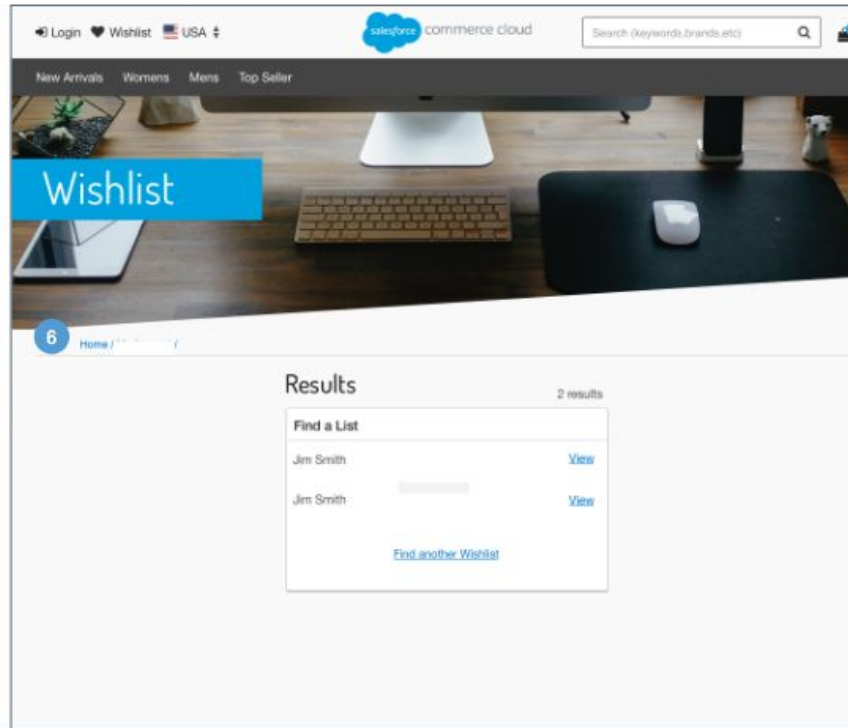 Login Wishlist USA
salesforce commerce cloud
Search (keywords,brands,etc)
New Arrivals Womens Mens Top Seller
Wishlist
6
Home / /
Results
2 results
Find a List
Jim Smith View
Jim Smith View
Find another Wishlist